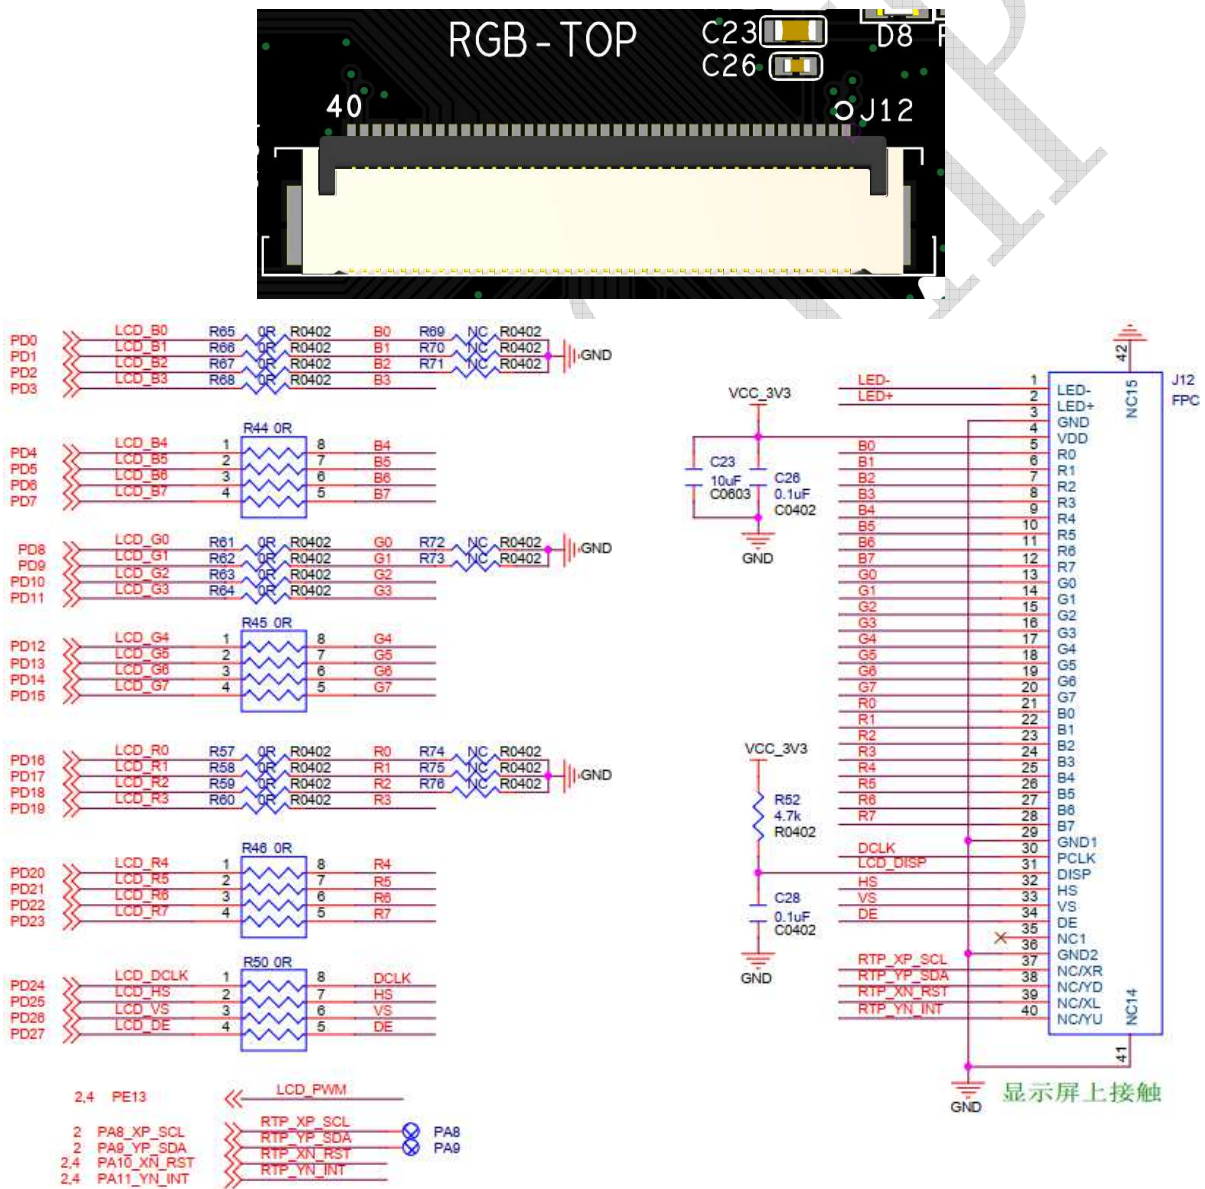 RGB-TOP
C23
D8
C26
40
J12
PD0 LCD_B0 R65 0R R0402 B0 R69 NC R0402
PD1 LCD_B1 R66 0R R0402 B1 R70 NC R0402
PD2 LCD_B2 R67 0R R0402 B2 R71 NC R0402
GND
PD3 LCD_B3 R68 0R R0402 B3
R44 0R
PD4 LCD_B4 1 8 B4
PD5 LCD_B5 2 7 B5
PD6 LCD_B6 3 6 B6
PD7 LCD_B7 4 5 B7
PD8 LCD_G0 R61 0R R0402 G0 R72 NC R0402
GND
PD9 LCD_G1 R62 0R R0402 G1 R73 NC R0402
PD10 LCD_G2 R63 0R R0402 G2
PD11 LCD_G3 R64 0R R0402 G3
R45 0R
PD12 LCD_G4 1 8 G4
PD13 LCD_G5 2 7 G5
PD14 LCD_G6 3 6 G6
PD15 LCD_G7 4 5 G7
PD16 LCD_R0 R57 0R R0402 R0 R74 NC R0402
PD17 LCD_R1 R58 0R R0402 R1 R75 NC R0402
GND
PD18 LCD_R2 R59 0R R0402 R2 R76 NC R0402
PD19 LCD_R3 R60 0R R0402 R3
R46 0R
PD20 LCD_R4 1 8 R4
PD21 LCD_R5 2 7 R5
PD22 LCD_R6 3 6 R6
PD23 LCD_R7 4 5 R7
R50 0R
PD24 LCD_DCLK 1 8 DCLK
PD25 LCD_HS 2 7 HS
PD26 LCD_VS 3 6 VS
PD27 LCD_DE 4 5 DE
2,4 PE13 LCD_PWM
2 PA8_XP_SCL RTP_XP_SCL PA8
2 PA9_YP_SDA RTP_YP_SDA PA9
2,4 PA10_XN_RST RTP_XN_RST
2,4 PA11_YN_INT RTP_YN_INT
VCC_3V3
C23
10uF
C0603
C26
0.1uF
C0402
GND
VCC_3V3
R52
4.7k
R0402
C28
0.1uF
C0402
GND
42
NC15
J12
FPC
LED- 1 LED-
LED+ 2 LED+
3 GND
4 VDD
B0 5 R0
B1 6 R1
B2 7 R2
B3 8 R3
B4 9 R4
B5 10 R5
B6 11 R6
B7 12 R7
G0 13 G0
G1 14 G1
G2 15 G2
G3 16 G3
G4 17 G4
G5 18 G5
G6 19 G6
G7 20 G7
R0 21 B0
R1 22 B1
R2 23 B2
R3 24 B3
R4 25 B4
R5 26 B5
R6 27 B6
R7 28 B7
29 GND1
DCLK 30 PCLK
LCD_DISP 31 DISP
HS 32 HS
VS 33 VS
DE 34 DE
35 NC1
36 GND2
RTP_XP_SCL 37 NC/XR
RTP_YP_SDA 38 NC/YD
RTP_XN_RST 39 NC/XL
RTP_YN_INT 40 NC/YU
NC14
41
GND
显示屏上接触